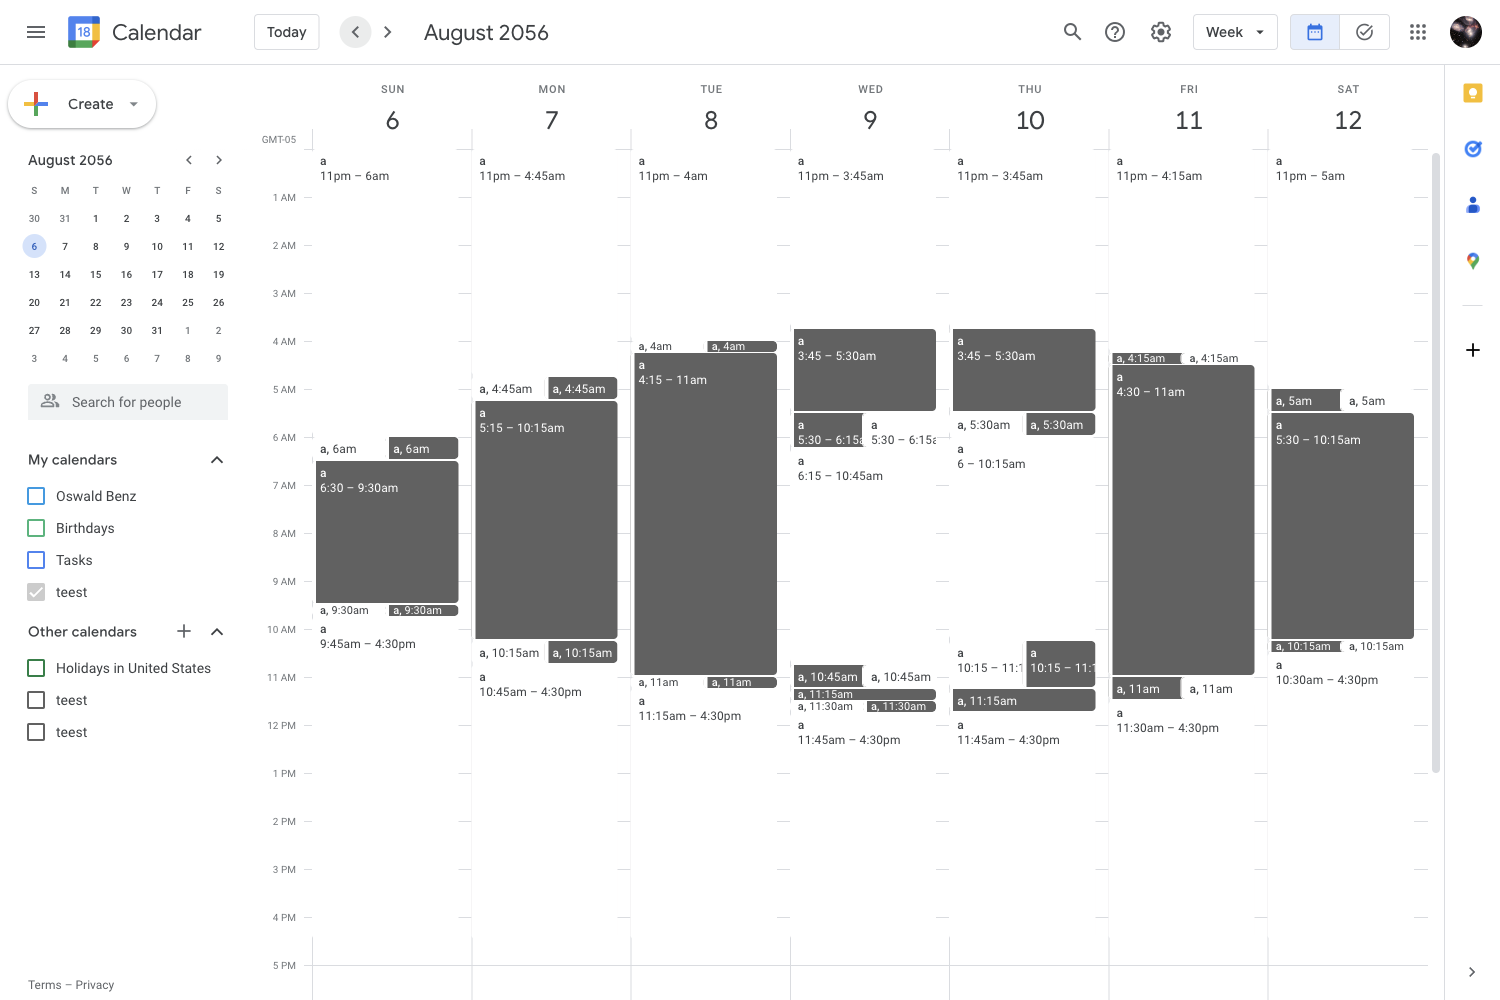 18 Calendar Today August 2056 Week
Create
August 2056
S M T W T F S
30 31 1 2 3 4 5
6 7 8 9 10 11 12
13 14 15 16 17 18 19
20 21 22 23 24 25 26
27 28 29 30 31 1 2
3 4 5 6 7 8 9
Search for people
My calendars
Oswald Benz
Birthdays
Tasks
teest
Other calendars
Holidays in United States
teest
teest
Terms – Privacy
GMT-05
1 AM
2 AM
3 AM
4 AM
5 AM
6 AM
7 AM
8 AM
9 AM
10 AM
11 AM
12 PM
1 PM
2 PM
3 PM
4 PM
5 PM
SUN
6
a
11pm – 6am
a, 6am
a, 6am
a
6:30 – 9:30am
a, 9:30am
a, 9:30am
a
9:45am – 4:30pm
MON
7
a
11pm – 4:45am
a, 4:45am
a, 4:45am
a
5:15 – 10:15am
a, 10:15am
a, 10:15am
a
10:45am – 4:30pm
TUE
8
a
11pm – 4am
a, 4am
a, 4am
a
4:15 – 11am
a, 11am
a, 11am
a
11:15am – 4:30pm
WED
9
a
11pm – 3:45am
a
3:45 – 5:30am
a
5:30 – 6:15a
a
5:30 – 6:15a
a
6:15 – 10:45am
a, 10:45am
a, 10:45am
a, 11:15am
a, 11:30am
a, 11:30am
a
11:45am – 4:30pm
THU
10
a
11pm – 3:45am
a
3:45 – 5:30am
a, 5:30am
a, 5:30am
a
6 – 10:15am
a
10:15 – 11:1
a
10:15 – 11:1
a, 11:15am
a
11:45am – 4:30pm
FRI
11
a
11pm – 4:15am
a, 4:15am
a, 4:15am
a
4:30 – 11am
a, 11am
a, 11am
a
11:30am – 4:30pm
SAT
12
a
11pm – 5am
a, 5am
a, 5am
a
5:30 – 10:15am
a, 10:15am
a, 10:15am
a
10:30am – 4:30pm